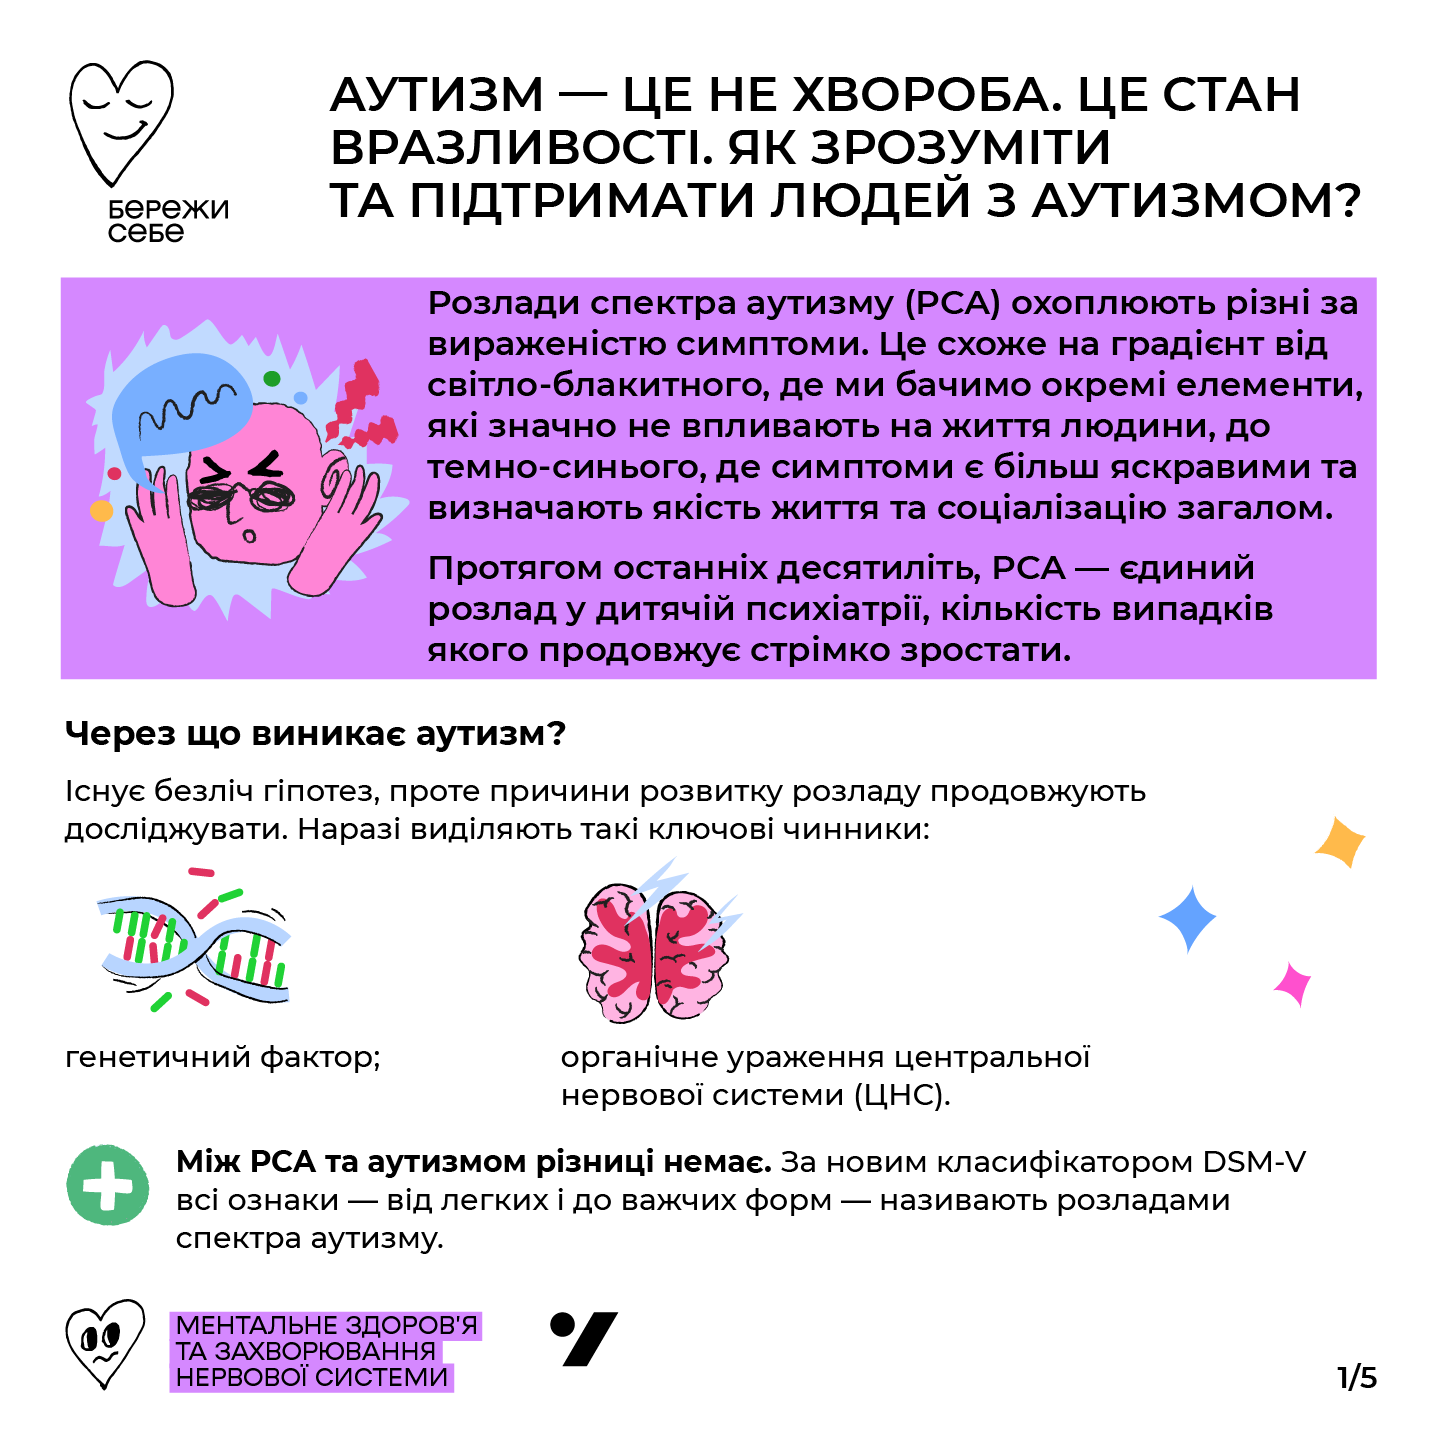 БЕРЕЖИ
СЕБЕ
АУТИЗМ — ЦЕ НЕ ХВОРОБА. ЦЕ СТАН
ВРАЗЛИВОСТІ. ЯК ЗРОЗУМІТИ
ТА ПІДТРИМАТИ ЛЮДЕЙ З АУТИЗМОМ?
Розлади спектра аутизму (РСА) охоплюють різні за
вираженістю симптоми. Це схоже на градієнт від
світло-блакитного, де ми бачимо окремі елементи,
які значно не впливають на життя людини, до
темно-синього, де симптоми є більш яскравими та
визначають якість життя та соціалізацію загалом.
Протягом останніх десятиліть, РСА — єдиний
розлад у дитячій психіатрії, кількість випадків
якого продовжує стрімко зростати.
Через що виникає аутизм?
Існує безліч гіпотез, проте причини розвитку розладу продовжують
досліджувати. Наразі виділяють такі ключові чинники:
генетичний фактор;
органічне ураження центральної
нервової системи (ЦНС).
Між РСА та аутизмом різниці немає. За новим класифікатором DSM-V
всі ознаки — від легких і до важчих форм — називають розладами
спектра аутизму.
МЕНТАЛЬНЕ ЗДОРОВ'Я
ТА ЗАХВОРЮВАННЯ
НЕРВОВОЇ СИСТЕМИ
1/5